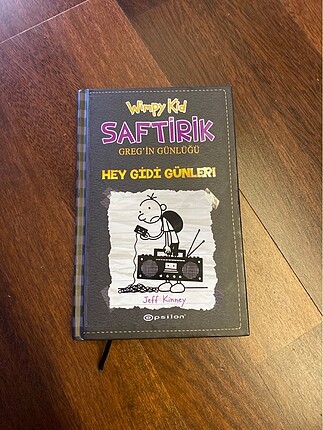 Wimpy Kid
SAFTİRİK
GREG'İN GÜNLÜĞÜ
HEY GİDİ GÜNLER!
Jeff Kinney
epsilon